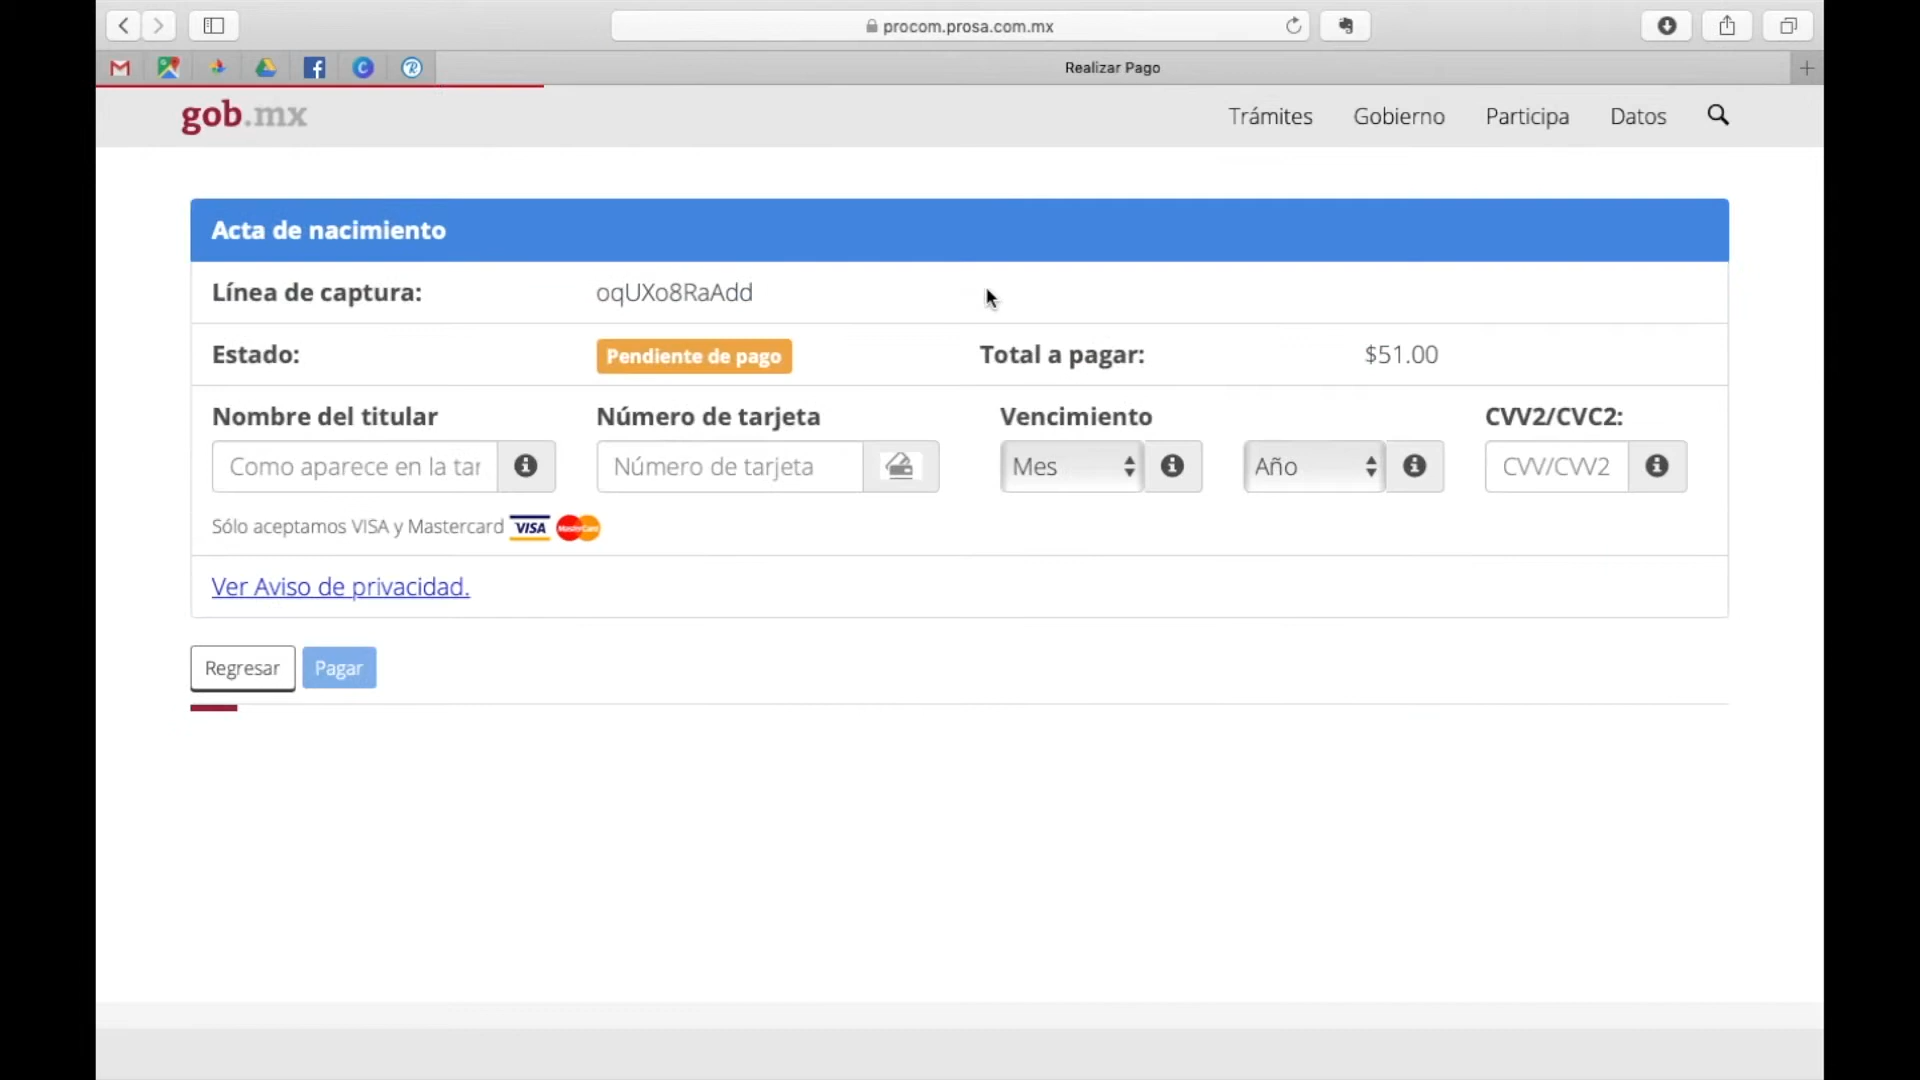 procom.prosa.com.mx
Realizar Pago
gob.mx
Trámites Gobierno Participa Datos
Acta de nacimiento
Línea de captura: oqUXo8RaAdd
Estado: Pendiente de pago Total a pagar: $51.00
Nombre del titular Número de tarjeta Vencimiento CVV2/CVC2:
Como aparece en la tar Número de tarjeta Mes Año CVV/CVV2
Sólo aceptamos VISA y Mastercard VISA MasterCard
Ver Aviso de privacidad.
Regresar Pagar